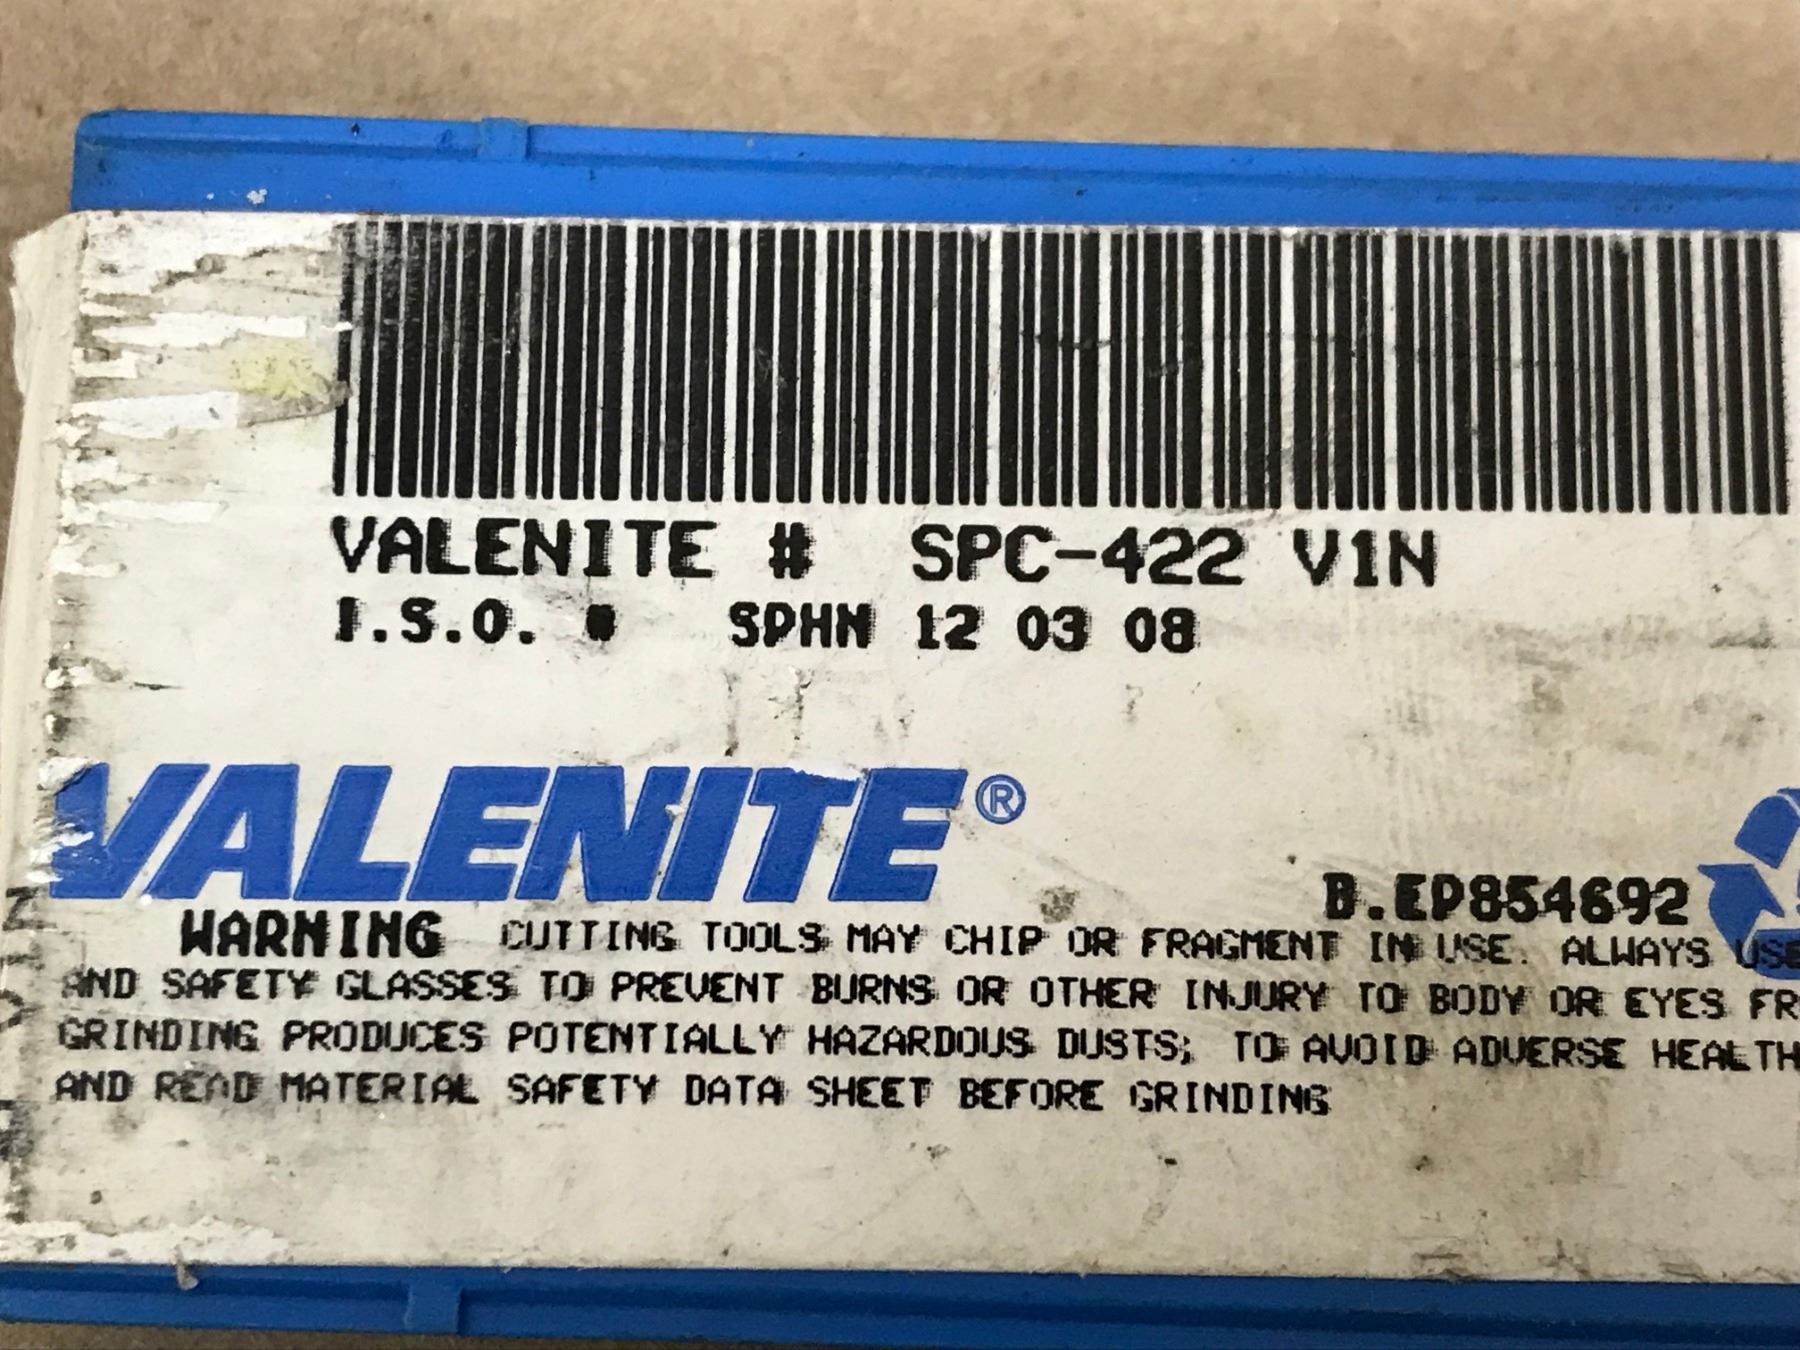 VALENITE # SPC-422 V1N
I.S.O. # SPHN 12 03 08
VALENITE®
B.EP854692
WARNING CUTTING TOOLS MAY CHIP OR FRAGMENT IN USE. ALWAYS USE
AND SAFETY GLASSES TO PREVENT BURNS OR OTHER INJURY TO BODY OR EYES FR
GRINDING PRODUCES POTENTIALLY HAZARDOUS DUSTS; TO AVOID ADVERSE HEALTH
AND READ MATERIAL SAFETY DATA SHEET BEFORE GRINDING